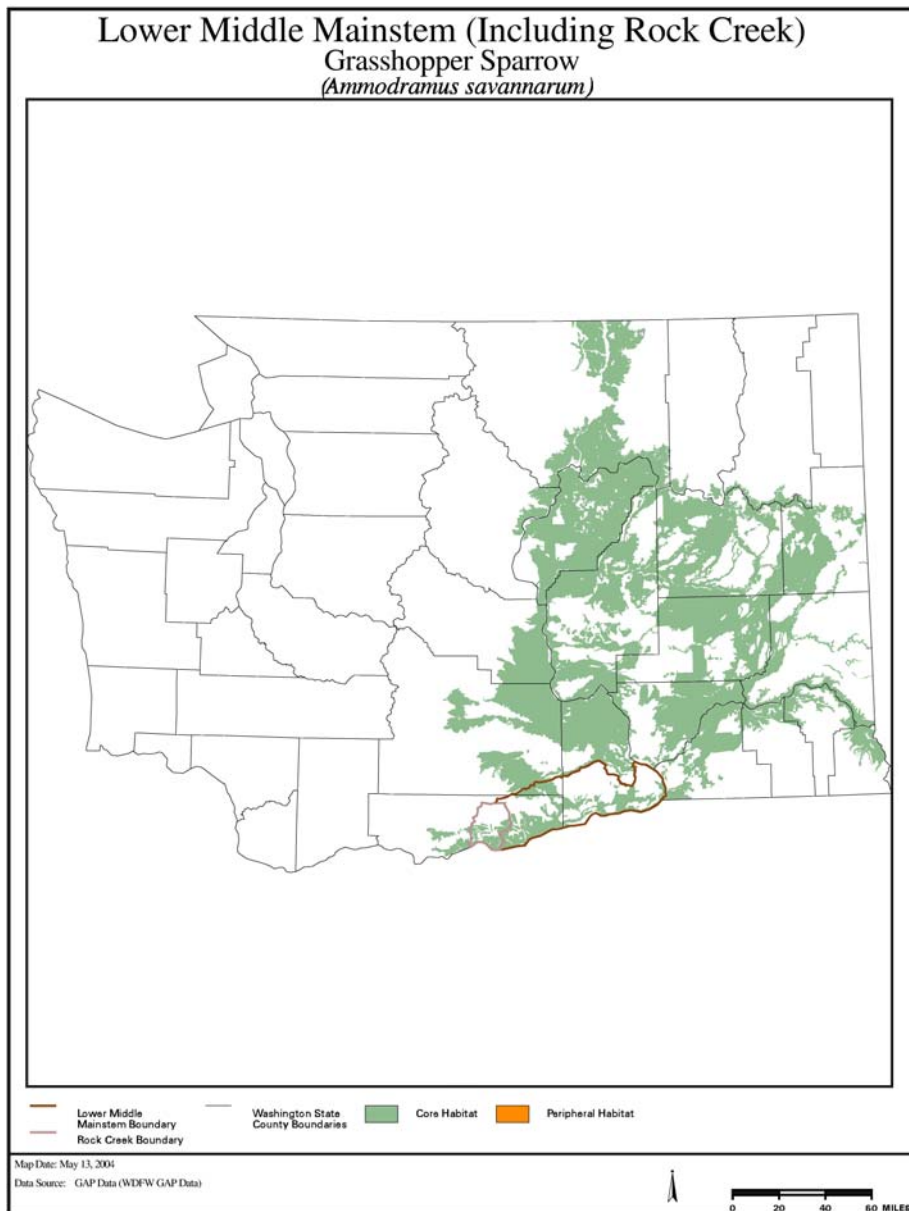 Lower Middle Mainstem (Including Rock Creek)
Grasshopper Sparrow
(Ammodramus savannarum)
Lower Middle
Mainstem Boundary
Rock Creek Boundary
Washington State
County Boundaries
Core Habitat
Peripheral Habitat
Map Date: May 13, 2004
Data Source: GAP Data (WDFW GAP Data)
0 20 40 60 MILES